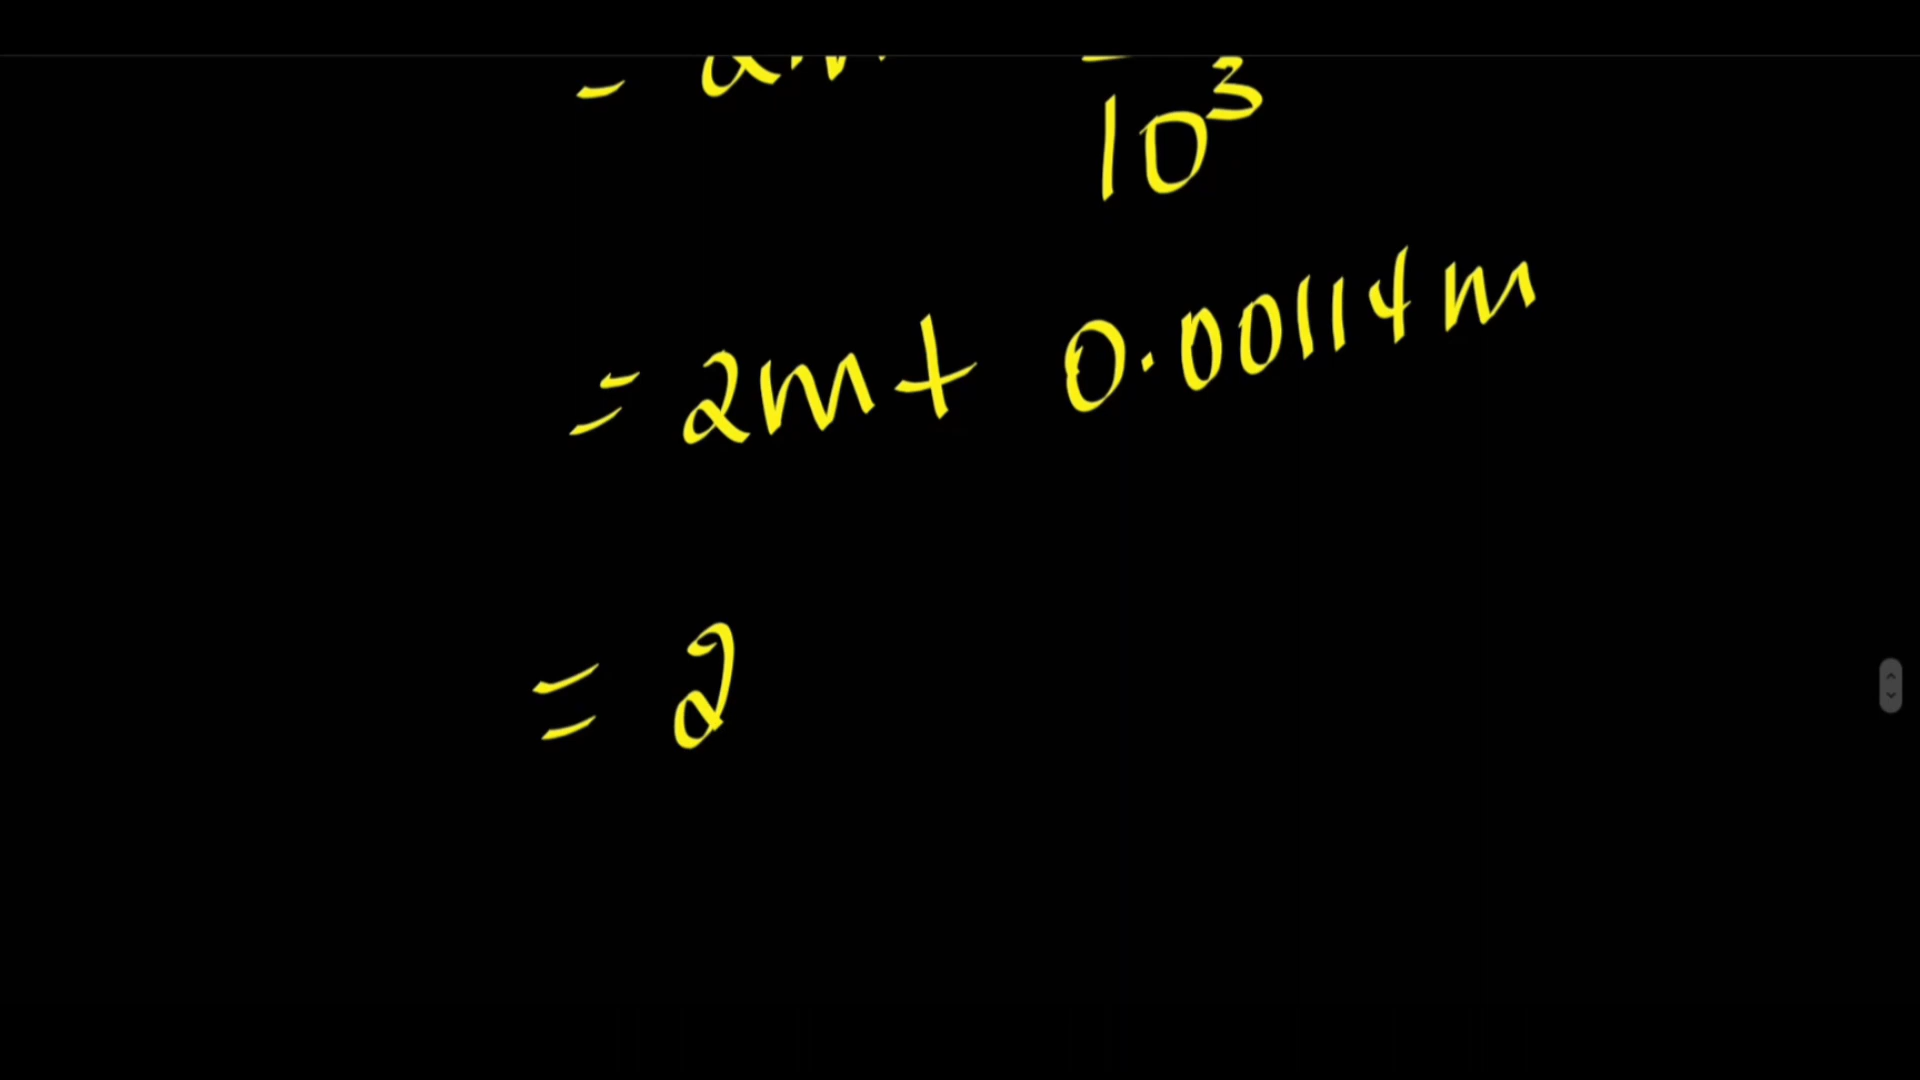 10³
= 2m + 0.00114m
= 2